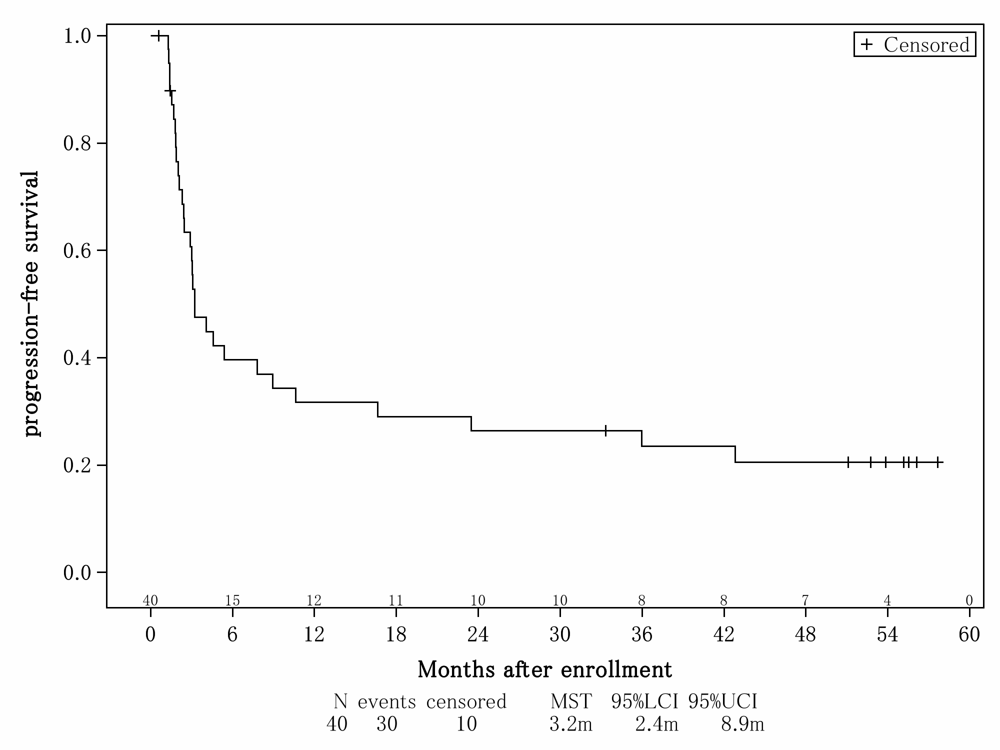 + Censored
1.0
0.8
0.6
0.4
0.2
0.0
progression-free survival
40 15 12 11 10 10 8 8 7 4 0
0 6 12 18 24 30 36 42 48 54 60
Months after enrollment
N events censored MST 95%LCI 95%UCI
40 30 10 3.2m 2.4m 8.9m